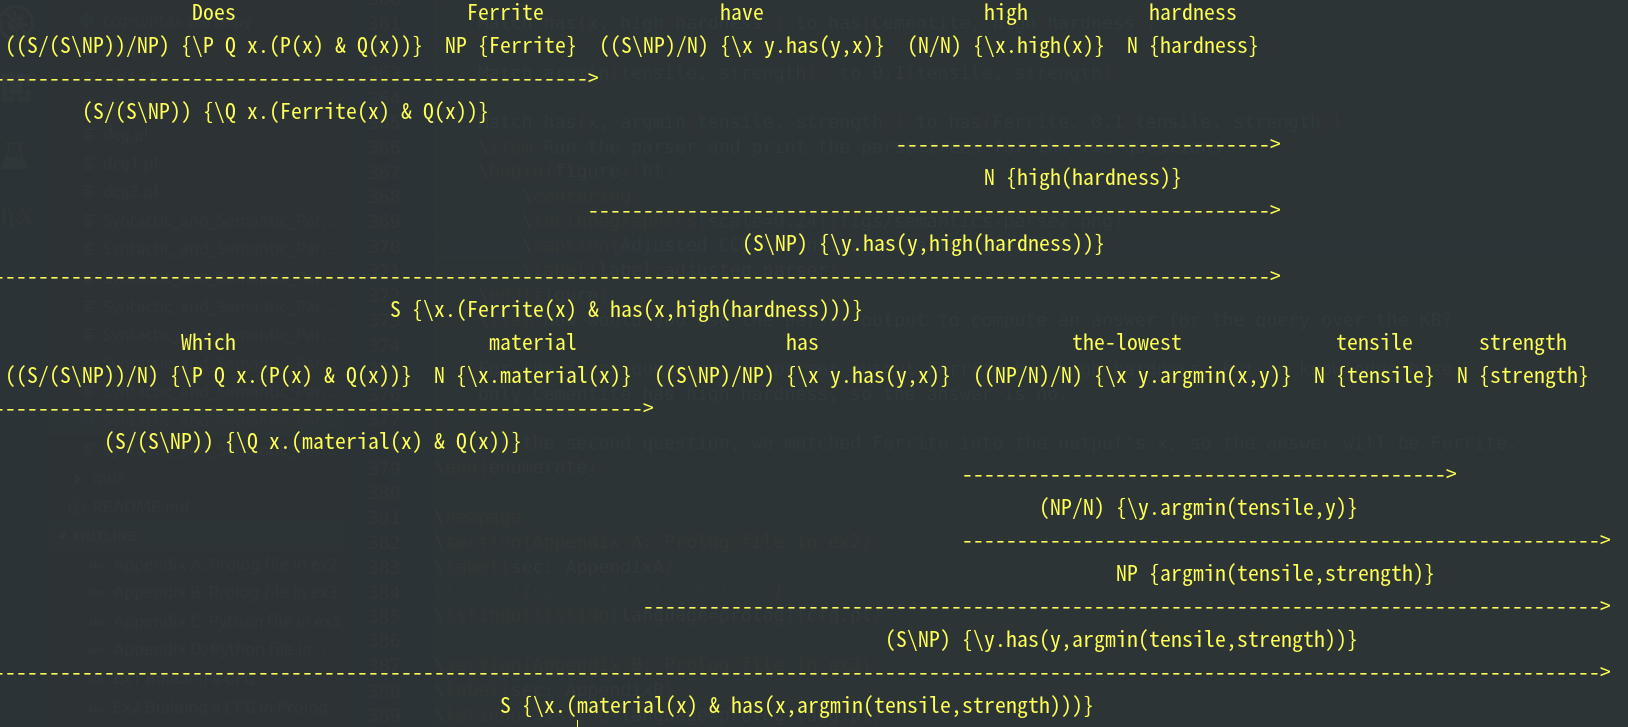 Does Ferrite have high hardness
((S/(S\NP))/NP) {\P Q x.(P(x) & Q(x))} NP {Ferrite} ((S\NP)/N) {\x y.has(y,x)} (N/N) {\x.high(x)} N {hardness}
------------------------------------------------------>
(S/(S\NP)) {\Q x.(Ferrite(x) & Q(x))}
---------------------------------->
N {high(hardness)}
-------------------------------------------------------------->
(S\NP) {\y.has(y,high(hardness))}
-------------------------------------------------------------------------------------------------------------------->
S {\x.(Ferrite(x) & has(x,high(hardness)))}
Which material has the-lowest tensile strength
((S/(S\NP))/N) {\P Q x.(P(x) & Q(x))} N {\x.material(x)} ((S\NP)/NP) {\x y.has(y,x)} ((NP/N)/N) {\x y.argmin(x,y)} N {tensile} N {strength}
----------------------------------------------------------->
(S/(S\NP)) {\Q x.(material(x) & Q(x))}
-------------------------------------------->
(NP/N) {\y.argmin(tensile,y)}
---------------------------------------------------------->
NP {argmin(tensile,strength)}
--------------------------------------------------------------------------------------->
(S\NP) {\y.has(y,argmin(tensile,strength))}
-------------------------------------------------------------------------------------------------------------------------------------------------->
S {\x.(material(x) & has(x,argmin(tensile,strength)))}